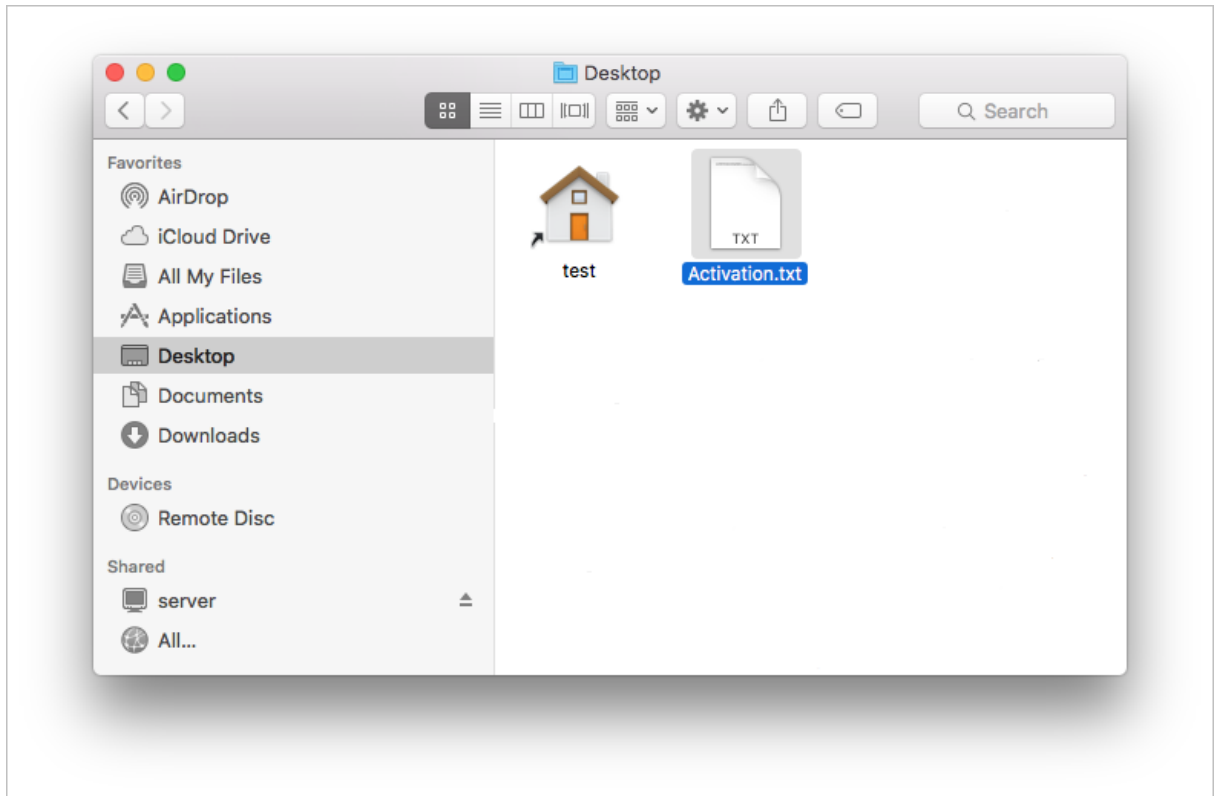 Desktop
Search
Favorites
AirDrop
iCloud Drive
All My Files
Applications
Desktop
Documents
Downloads
Devices
Remote Disc
Shared
server
All...
test
TXT
Activation.txt